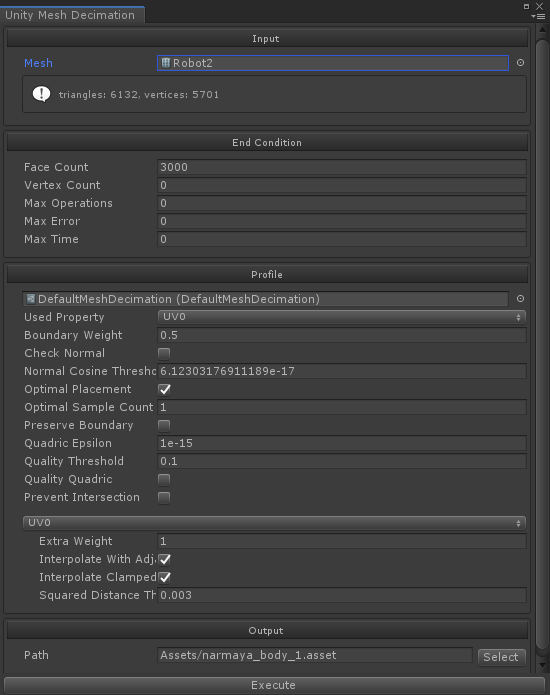 Unity Mesh Decimation
Input
Mesh Robot2
triangles: 6132, vertices: 5701
End Condition
Face Count 3000
Vertex Count 0
Max Operations 0
Max Error 0
Max Time 0
Profile
DefaultMeshDecimation (DefaultMeshDecimation)
Used Property UV0
Boundary Weight 0.5
Check Normal
Normal Cosine Thresho 6.12303176911189e-17
Optimal Placement
Optimal Sample Count 1
Preserve Boundary
Quadric Epsilon 1e-15
Quality Threshold 0.1
Quality Quadric
Prevent Intersection
UV0
Extra Weight 1
Interpolate With Adj
Interpolate Clamped
Squared Distance Th 0.003
Output
Path Assets/narmaya_body_1.asset Select
Execute